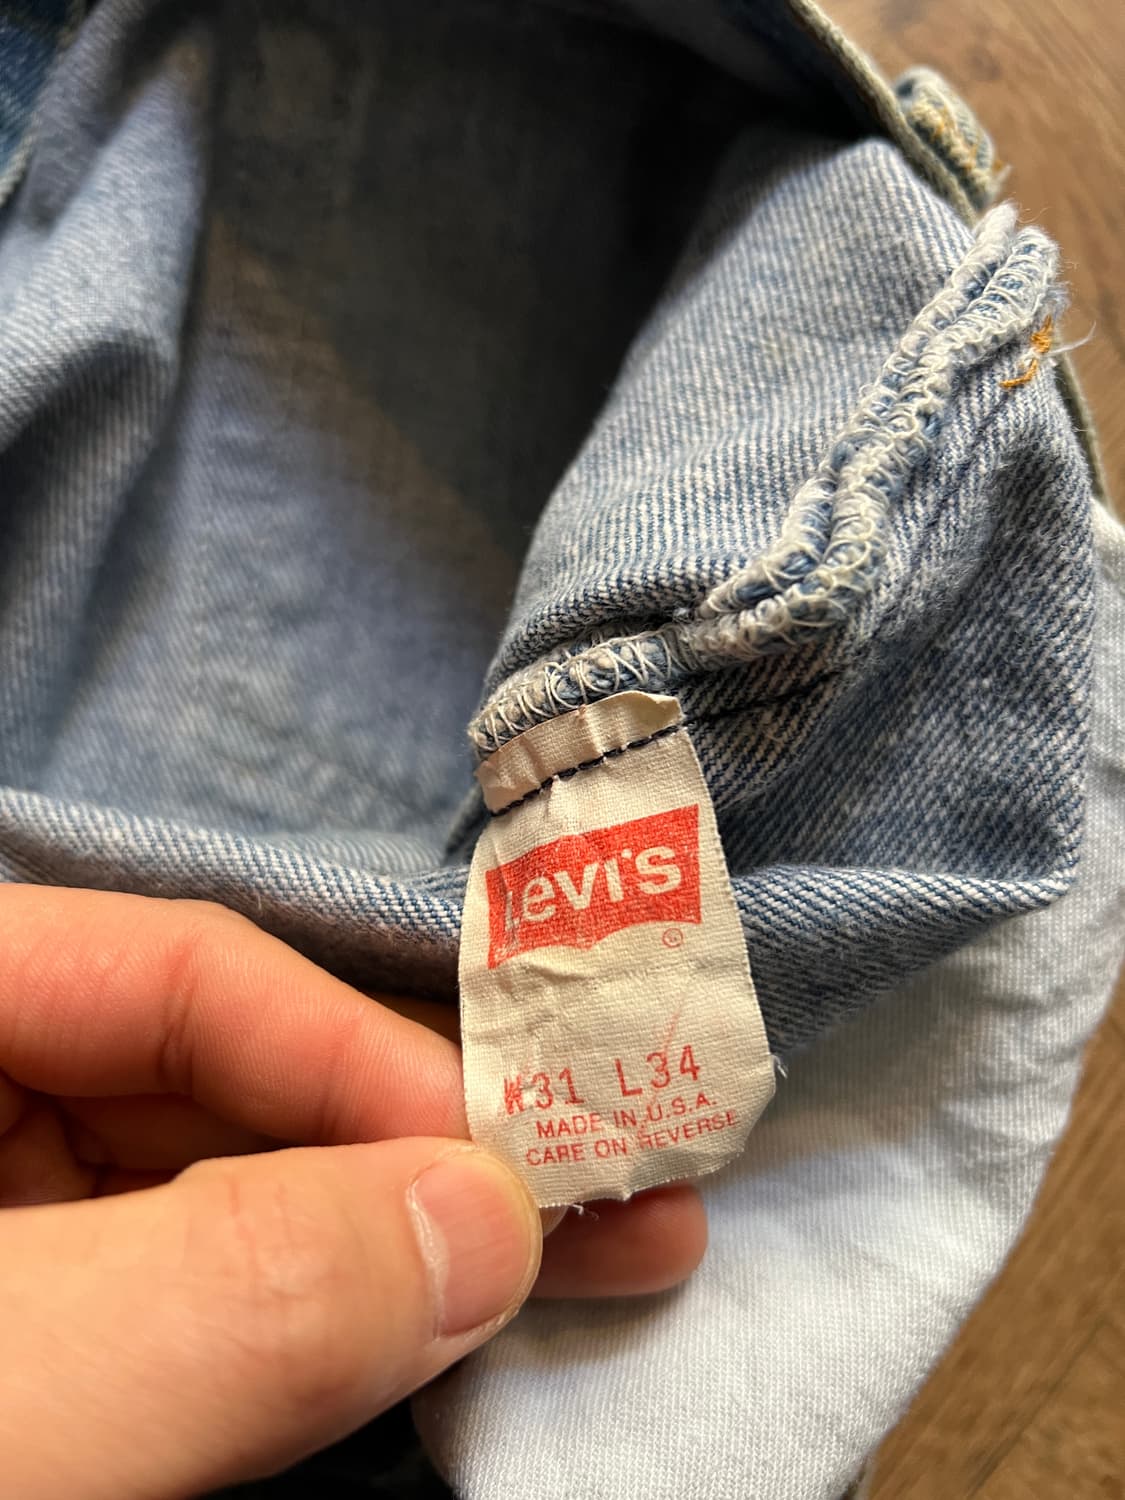 Levi's
®
W31 L34
MADE IN U.S.A.
CARE ON REVERSE